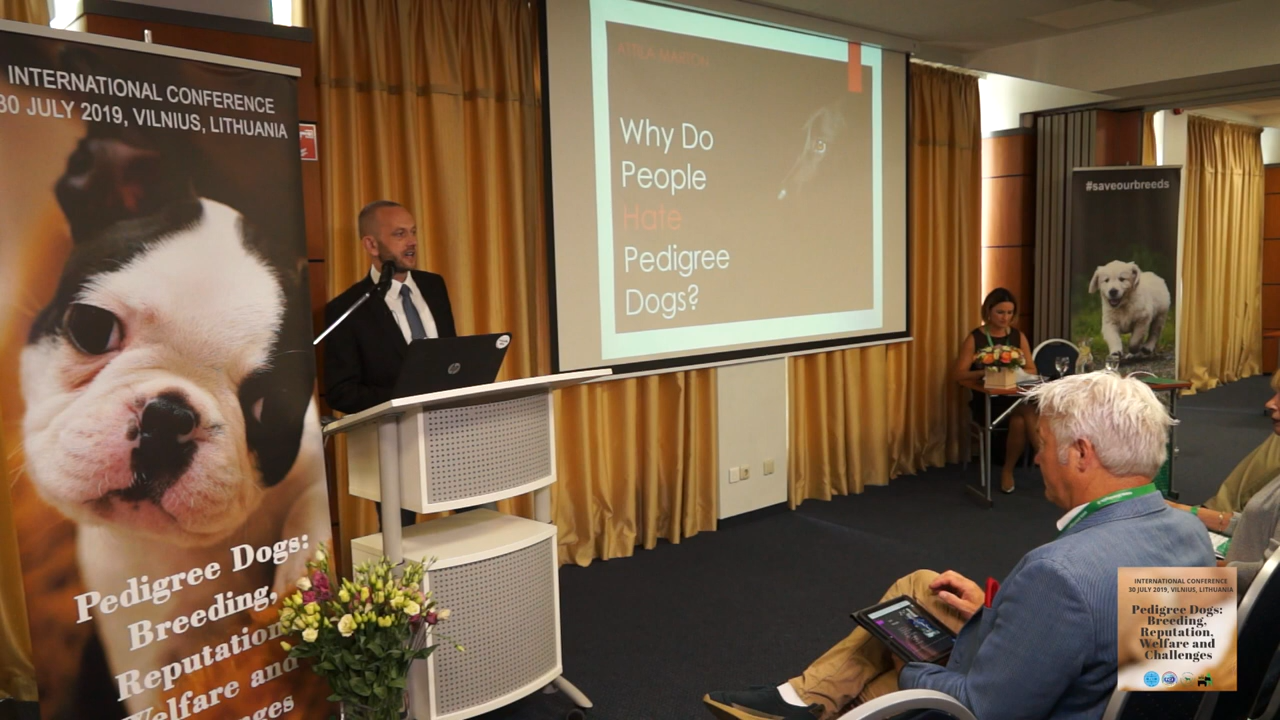 INTERNATIONAL CONFERENCE
30 JULY 2019, VILNIUS, LITHUANIA
Pedigree Dogs:
Breeding,
Reputation,
Welfare and
ATTILA MARTON
Why Do
People
Hate
Pedigree
Dogs?
hp
#saveourbreeds
INTERNATIONAL CONFERENCE
30 JULY 2019, VILNIUS, LITHUANIA
Pedigree Dogs:
Breeding,
Reputation,
Welfare and
Challenges